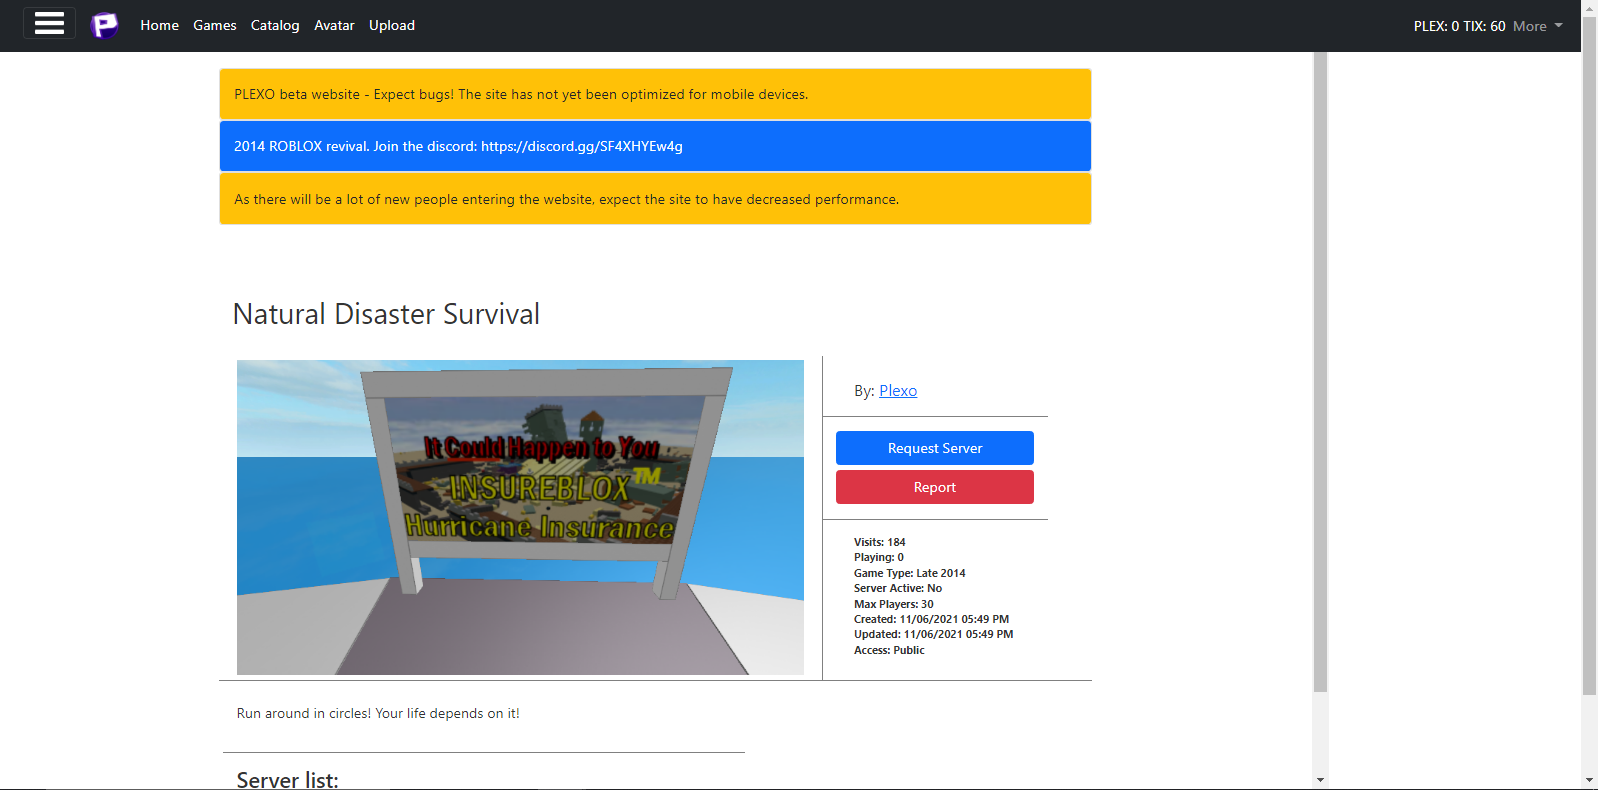 Home Games Catalog Avatar Upload PLEX: 0 TIX: 60 More
PLEXO beta website - Expect bugs! The site has not yet been optimized for mobile devices.
2014 ROBLOX revival. Join the discord: https://discord.gg/SF4XHYEw4g
As there will be a lot of new people entering the website, expect the site to have decreased performance.
Natural Disaster Survival
It Could Happen to You
INSUREBLOX™
Hurricane Insurance
By: Plexo
Request Server
Report
Visits: 184
Playing: 0
Game Type: Late 2014
Server Active: No
Max Players: 30
Created: 11/06/2021 05:49 PM
Updated: 11/06/2021 05:49 PM
Access: Public
Run around in circles! Your life depends on it!
Server list: